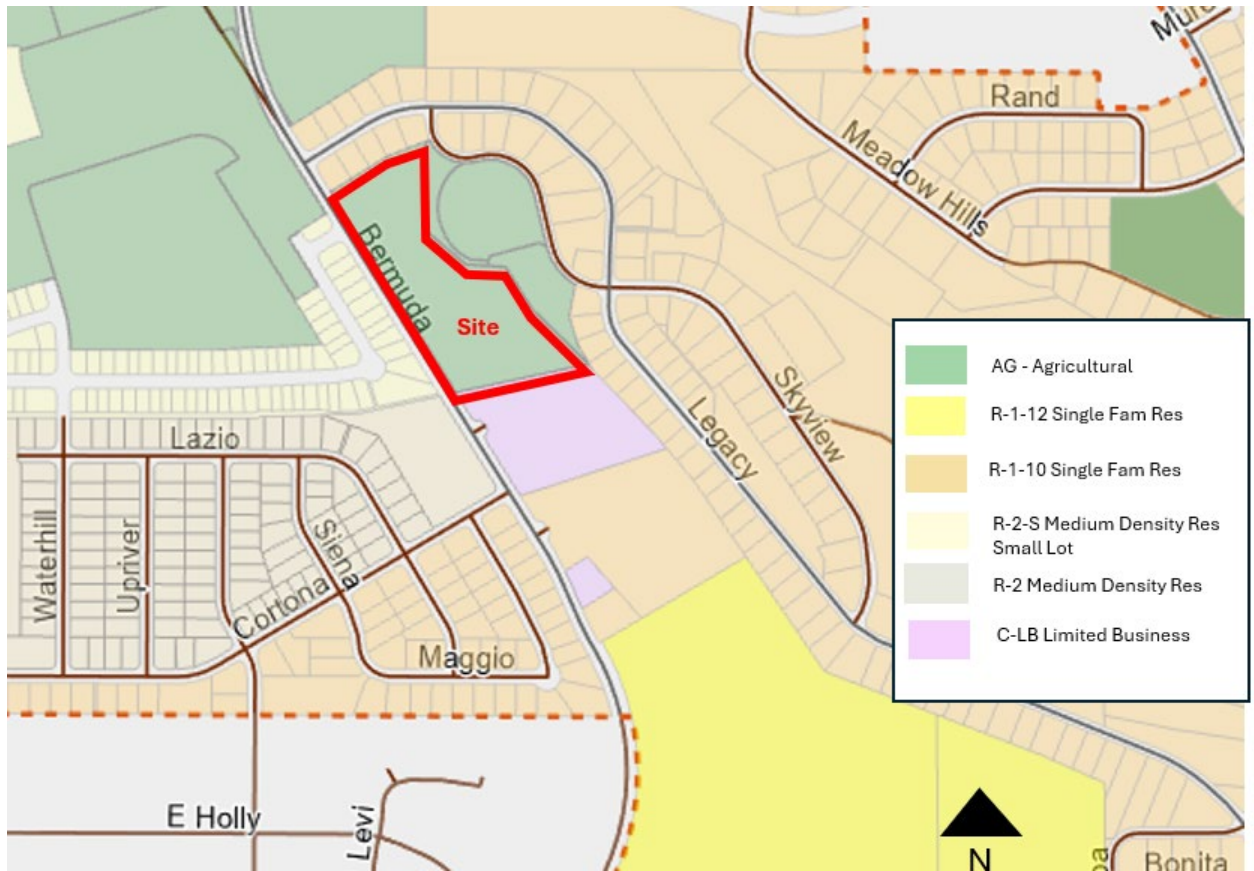 Muro
Rand
Meadow Hills
Bermuda
Site
AG - Agricultural
R-1-12 Single Fam Res
R-1-10 Single Fam Res
R-2-S Medium Density Res
Small Lot
R-2 Medium Density Res
C-LB Limited Business
Skyview
Legacy
Lazio
Waterhill
Upriver
Siena
Cortona
Maggio
E Holly
Levi
N
Bonita